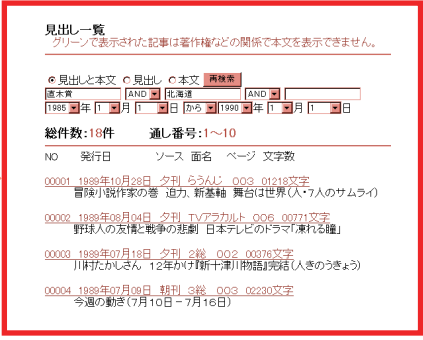 見出し一覧
グリーンで表示された記事は著作権などの関係で本文を表示できません。
見出しと本文 見出し 本文 再検索
直木賞 AND 北海道 AND
1985 年 1 月 1 日 から 1990 年 1 月 1 日
総件数:18件 通し番号:1〜10
NO 発行日 ソース 面名 ページ 文字数
00001 1989年10月28日 夕刊 らうんじ 003 01218文字
冒険小説作家の巻 迫力、新基軸 舞台は世界(人・7人のサムライ)
00002 1989年08月04日 夕刊 TVアラカルト 006 00771文字
野球人の友情と戦争の悲劇 日本テレビのドラマ「凍れる瞳」
00003 1989年07月18日 夕刊 2総 002 00376文字
川村たかしさん 12年かけ『新十津川物語』完結(人きのうきょう)
00004 1989年07月09日 朝刊 3総 003 02230文字
今週の動き(7月10日-7月16日)